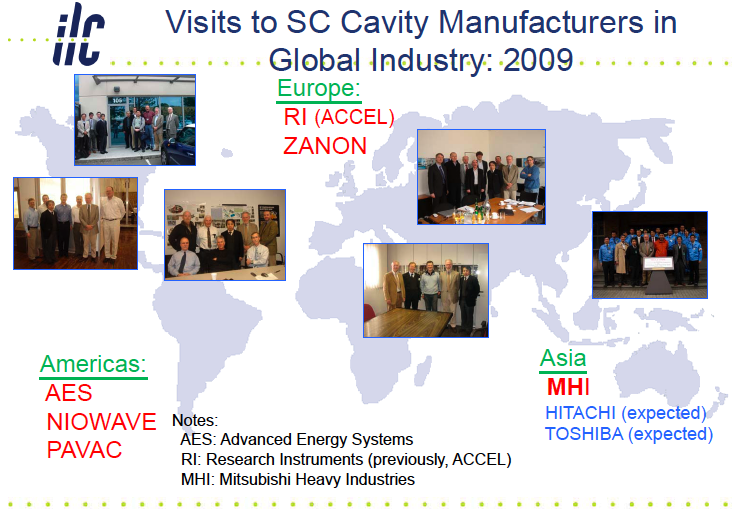 ilc
Visits to SC Cavity Manufacturers in
Global Industry: 2009
Europe:
RI (ACCEL)
ZANON
Americas:
AES
NIOWAVE
PAVAC
Asia
MHI
HITACHI (expected)
TOSHIBA (expected)
Notes:
AES: Advanced Energy Systems
RI: Research Instruments (previously, ACCEL)
MHI: Mitsubishi Heavy Industries